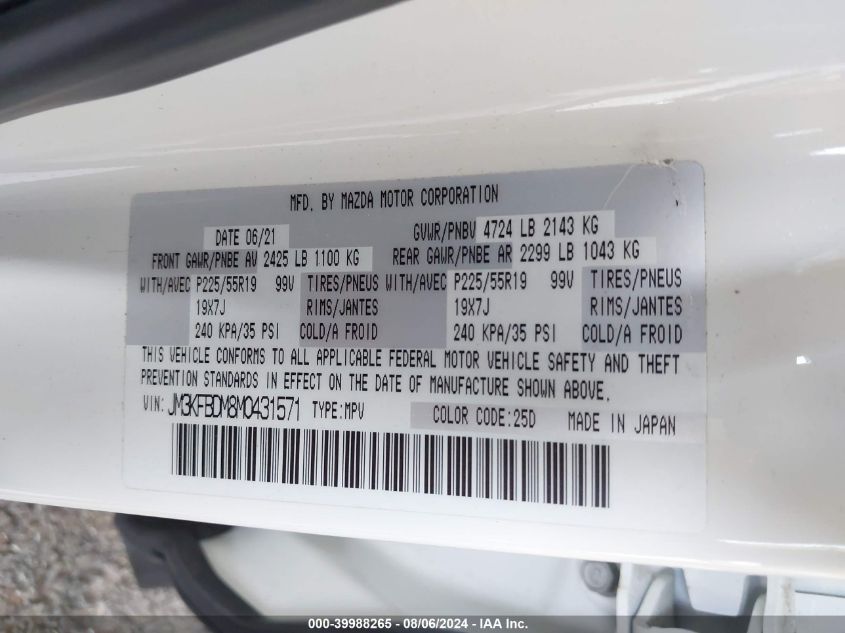 MFD. BY MAZDA MOTOR CORPORATION
DATE 06/21 GVWR/PNBV 4724 LB 2143 KG
FRONT GAWR/PNBE AV 2425 LB 1100 KG REAR GAWR/PNBE AR 2299 LB 1043 KG
WITH/AVEC P225/55R19 99V TIRES/PNEUS WITH/AVEC P225/55R19 99V TIRES/PNEUS
19X7J RIMS/JANTES 19X7J RIMS/JANTES
240 KPA/35 PSI COLD/A FROID 240 KPA/35 PSI COLD/A FROID
THIS VEHICLE CONFORMS TO ALL APPLICABLE FEDERAL MOTOR VEHICLE SAFETY AND THEFT
PREVENTION STANDARDS IN EFFECT ON THE DATE OF MANUFACTURE SHOWN ABOVE.
VIN: JM3KFBDM8M0431571 TYPE:MPV COLOR CODE:25D MADE IN JAPAN
000-39988265 - 08/06/2024 - IAA Inc.